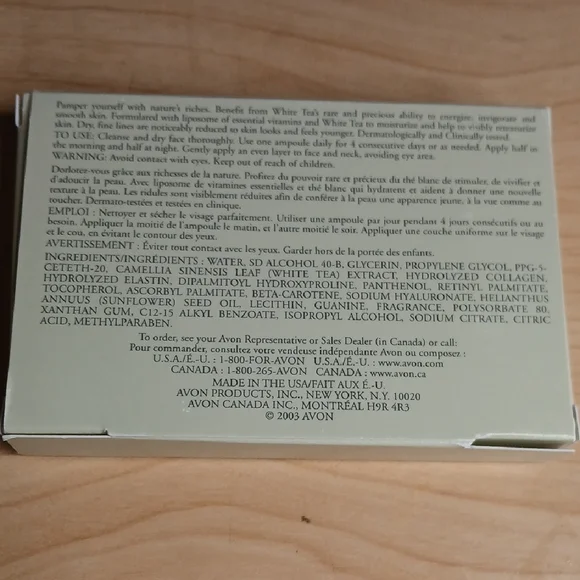 Pamper yourself with nature's riches. Benefit from White Tea's rare and precious ability to energize, invigorate and
smooth skin. Formulated with liposome of essential vitamins and White Tea to moisturize and help to visibly retexturize
skin. Dry, fine lines are noticeably reduced so skin looks and feels younger. Dermatologically and Clinically tested.
TO USE: Cleanse and dry face thoroughly. Use one ampoule daily for 4 consecutive days or as needed. Apply half in
the morning and half at night. Gently apply an even layer to face and neck, avoiding eye area.
WARNING: Avoid contact with eyes. Keep out of reach of children.
Dorlotez-vous grâce aux richesses de la nature. Profitez du pouvoir rare et précieux du thé blanc de stimuler, de vivifier et
d'adoucir la peau. Avec liposome de vitamines essentielles et thé blanc qui hydratent et aident à donner une nouvelle
texture à la peau. Les ridules sont visiblement réduites afin de conférer à la peau une apparence jeune, à la vue comme au
toucher. Dermato-testées et testées en clinique.
EMPLOI : Nettoyer et sécher le visage parfaitement. Utiliser une ampoule par jour pendant 4 jours consécutifs ou au
besoin. Appliquer la moitié de l'ampoule le matin, et l'autre moitié le soir. Appliquer une couche uniforme sur le visage
et le cou, en évitant le contour des yeux.
AVERTISSEMENT : Éviter tout contact avec les yeux. Garder hors de la portée des enfants.
INGREDIENTS/INGRÉDIENTS : WATER, SD ALCOHOL 40-B, GLYCERIN, PROPYLENE GLYCOL, PPG-5-
CETETH-20, CAMELLIA SINENSIS LEAF (WHITE TEA) EXTRACT, HYDROLYZED COLLAGEN,
HYDROLYZED ELASTIN, DIPALMITOYL HYDROXYPROLINE, PANTHENOL, RETINYL PALMITATE,
TOCOPHEROL, ASCORBYL PALMITATE, BETA-CAROTENE, SODIUM HYALURONATE, HELIANTHUS
ANNUUS (SUNFLOWER) SEED OIL, LECITHIN, GUANINE, FRAGRANCE, POLYSORBATE 80,
XANTHAN GUM, C12-15 ALKYL BENZOATE, ISOPROPYL ALCOHOL, SODIUM CITRATE, CITRIC
ACID, METHYLPARABEN.
To order, see your Avon Representative or Sales Dealer (in Canada) or call:
Pour commander, consultez votre vendeuse indépendante Avon ou composez :
U.S.A./É.-U. : 1-800-FOR-AVON U.S.A./É.-U. : www.avon.com
CANADA : 1-800-265-AVON CANADA : www.avon.ca
MADE IN THE USA/FAIT AUX É.-U.
AVON PRODUCTS, INC., NEW YORK, N.Y. 10020
AVON CANADA INC., MONTRÉAL H9R 4R3
© 2003 AVON